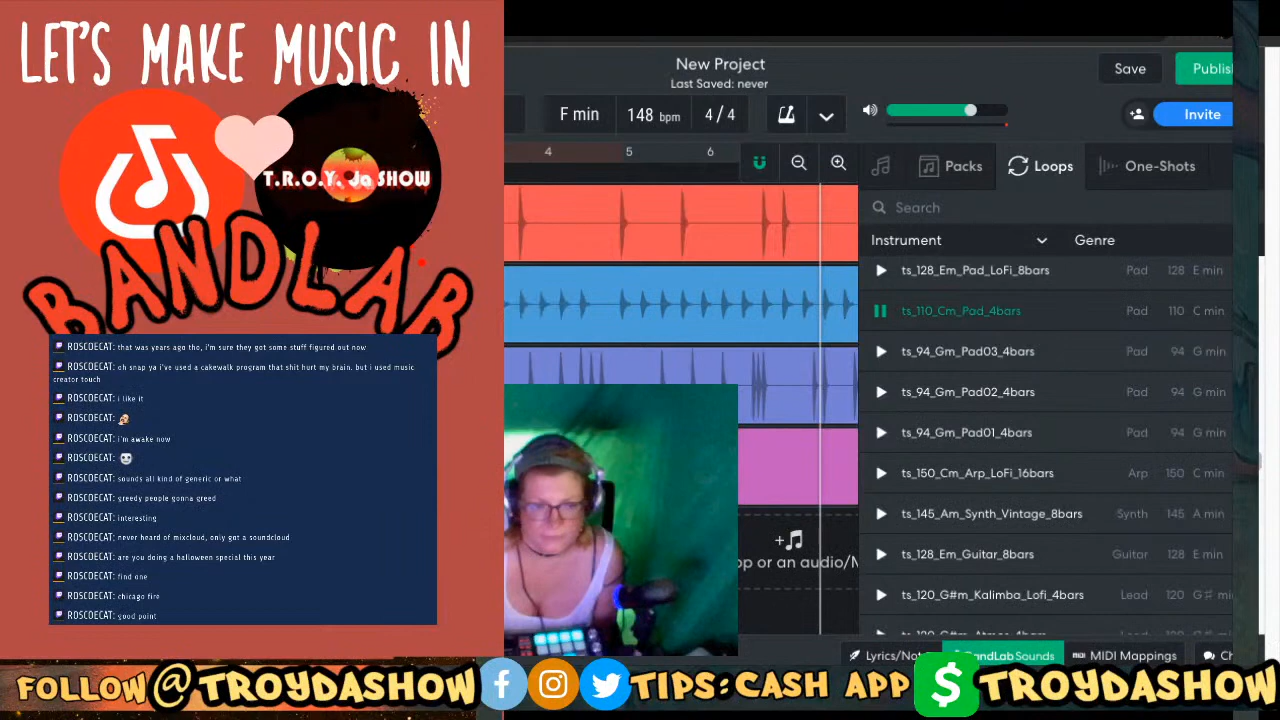 LET'S MAKE MUSIC IN
T.R.O.Y. Da SHOW
BANDLAB
ROSCOECAT: that was years ago tho, i'm sure they got some stuff figured out now
ROSCOECAT: oh snap ya i've used a cakewalk program that shit hurt my brain. but i used music
creator touch
ROSCOECAT: i like it
ROSCOECAT:
ROSCOECAT: i'm awake now
ROSCOECAT:
ROSCOECAT: sounds all kind of generic or what
ROSCOECAT: greedy people gonna greed
ROSCOECAT: interesting
ROSCOECAT: never heard of mixcloud, only got a soundcloud
ROSCOECAT: are you doing a halloween special this year
ROSCOECAT: find one
ROSCOECAT: chicago fire
ROSCOECAT: good point
New Project
Last Saved: never
Save
Publis
F min
148 bpm
4 / 4
Invite
4 5 6
Packs
Loops
One-Shots
Search
Instrument
Genre
ts_128_Em_Pad_LoFi_8bars Pad 128 E min
ts_110_Cm_Pad_4bars Pad 110 C min
ts_94_Gm_Pad03_4bars Pad 94 G min
ts_94_Gm_Pad02_4bars Pad 94 G min
ts_94_Gm_Pad01_4bars Pad 94 G min
ts_150_Cm_Arp_LoFi_16bars Arp 150 C min
ts_145_Am_Synth_Vintage_8bars Synth 145 A min
ts_128_Em_Guitar_8bars Guitar 128 E min
ts_120_G#m_Kalimba_Lofi_4bars Lead 120 G♯ mi
op or an audio/M
Lyrics/Not
BandLab Sounds
MIDI Mappings
Ch
FOLLOW @TROYDASHOW
TIPS:CASH APP $ TROYDASHOW